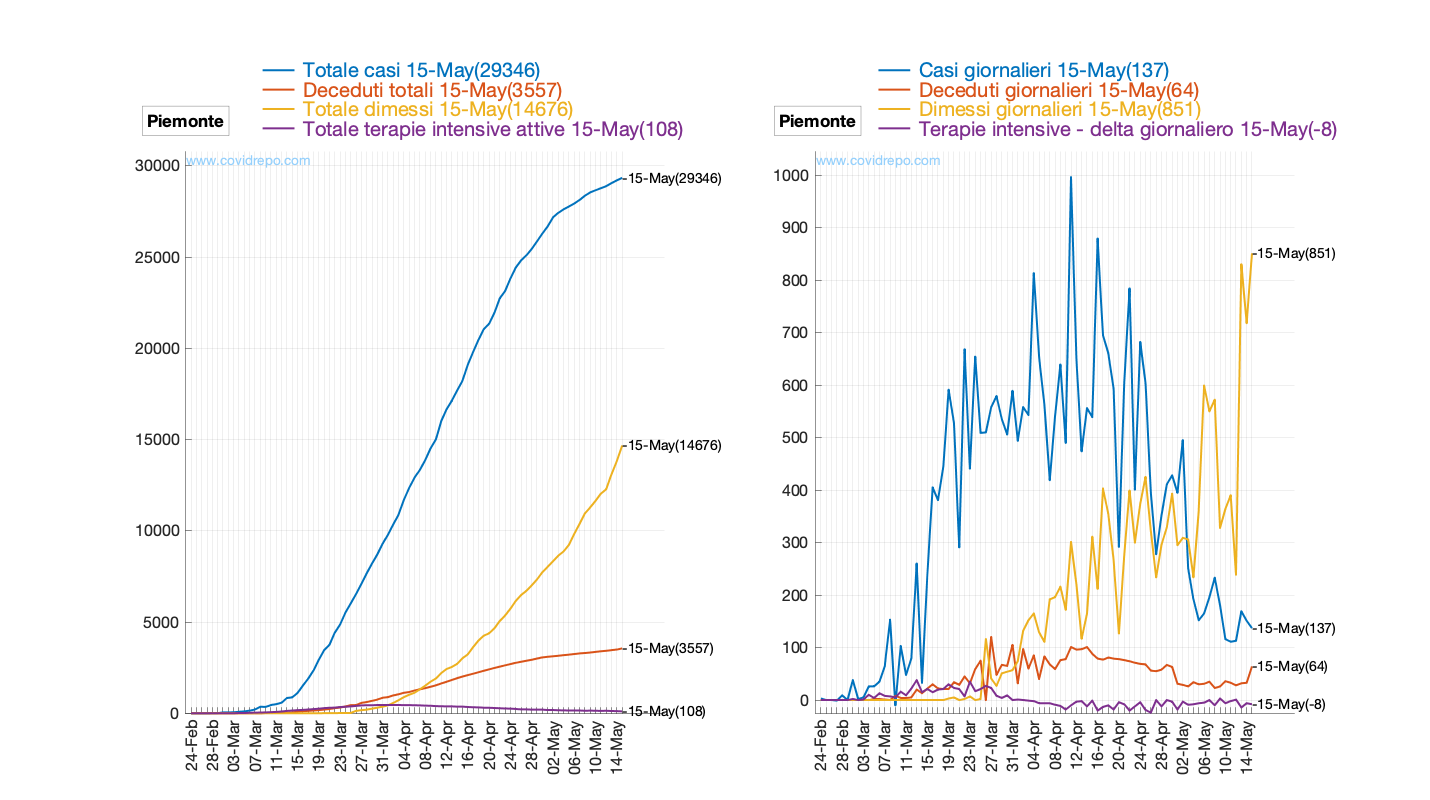 Totale casi 15-May(29346)
Deceduti totali 15-May(3557)
Totale dimessi 15-May(14676)
Totale terapie intensive attive 15-May(108)
Piemonte
www.covidrepo.com
30000
25000
20000
15000
10000
5000
0
15-May(29346)
15-May(14676)
15-May(3557)
15-May(108)
24-Feb
28-Feb
03-Mar
07-Mar
11-Mar
15-Mar
19-Mar
23-Mar
27-Mar
31-Mar
04-Apr
08-Apr
12-Apr
16-Apr
20-Apr
24-Apr
28-Apr
02-May
06-May
10-May
14-May
Casi giornalieri 15-May(137)
Deceduti giornalieri 15-May(64)
Dimessi giornalieri 15-May(851)
Terapie intensive - delta giornaliero 15-May(-8)
Piemonte
www.covidrepo.com
1000
900
800
700
600
500
400
300
200
100
0
15-May(851)
15-May(137)
15-May(64)
15-May(-8)
24-Feb
28-Feb
03-Mar
07-Mar
11-Mar
15-Mar
19-Mar
23-Mar
27-Mar
31-Mar
04-Apr
08-Apr
12-Apr
16-Apr
20-Apr
24-Apr
28-Apr
02-May
06-May
10-May
14-May